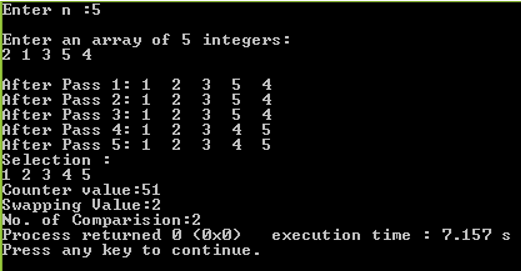 Enter n :5
Enter an array of 5 integers:
2 1 3 5 4
After Pass 1: 1 2 3 5 4
After Pass 2: 1 2 3 5 4
After Pass 3: 1 2 3 5 4
After Pass 4: 1 2 3 4 5
After Pass 5: 1 2 3 4 5
Selection :
1 2 3 4 5
Counter value:51
Swapping Value:2
No. of Comparision:2
Process returned 0 (0x0) execution time : 7.157 s
Press any key to continue.